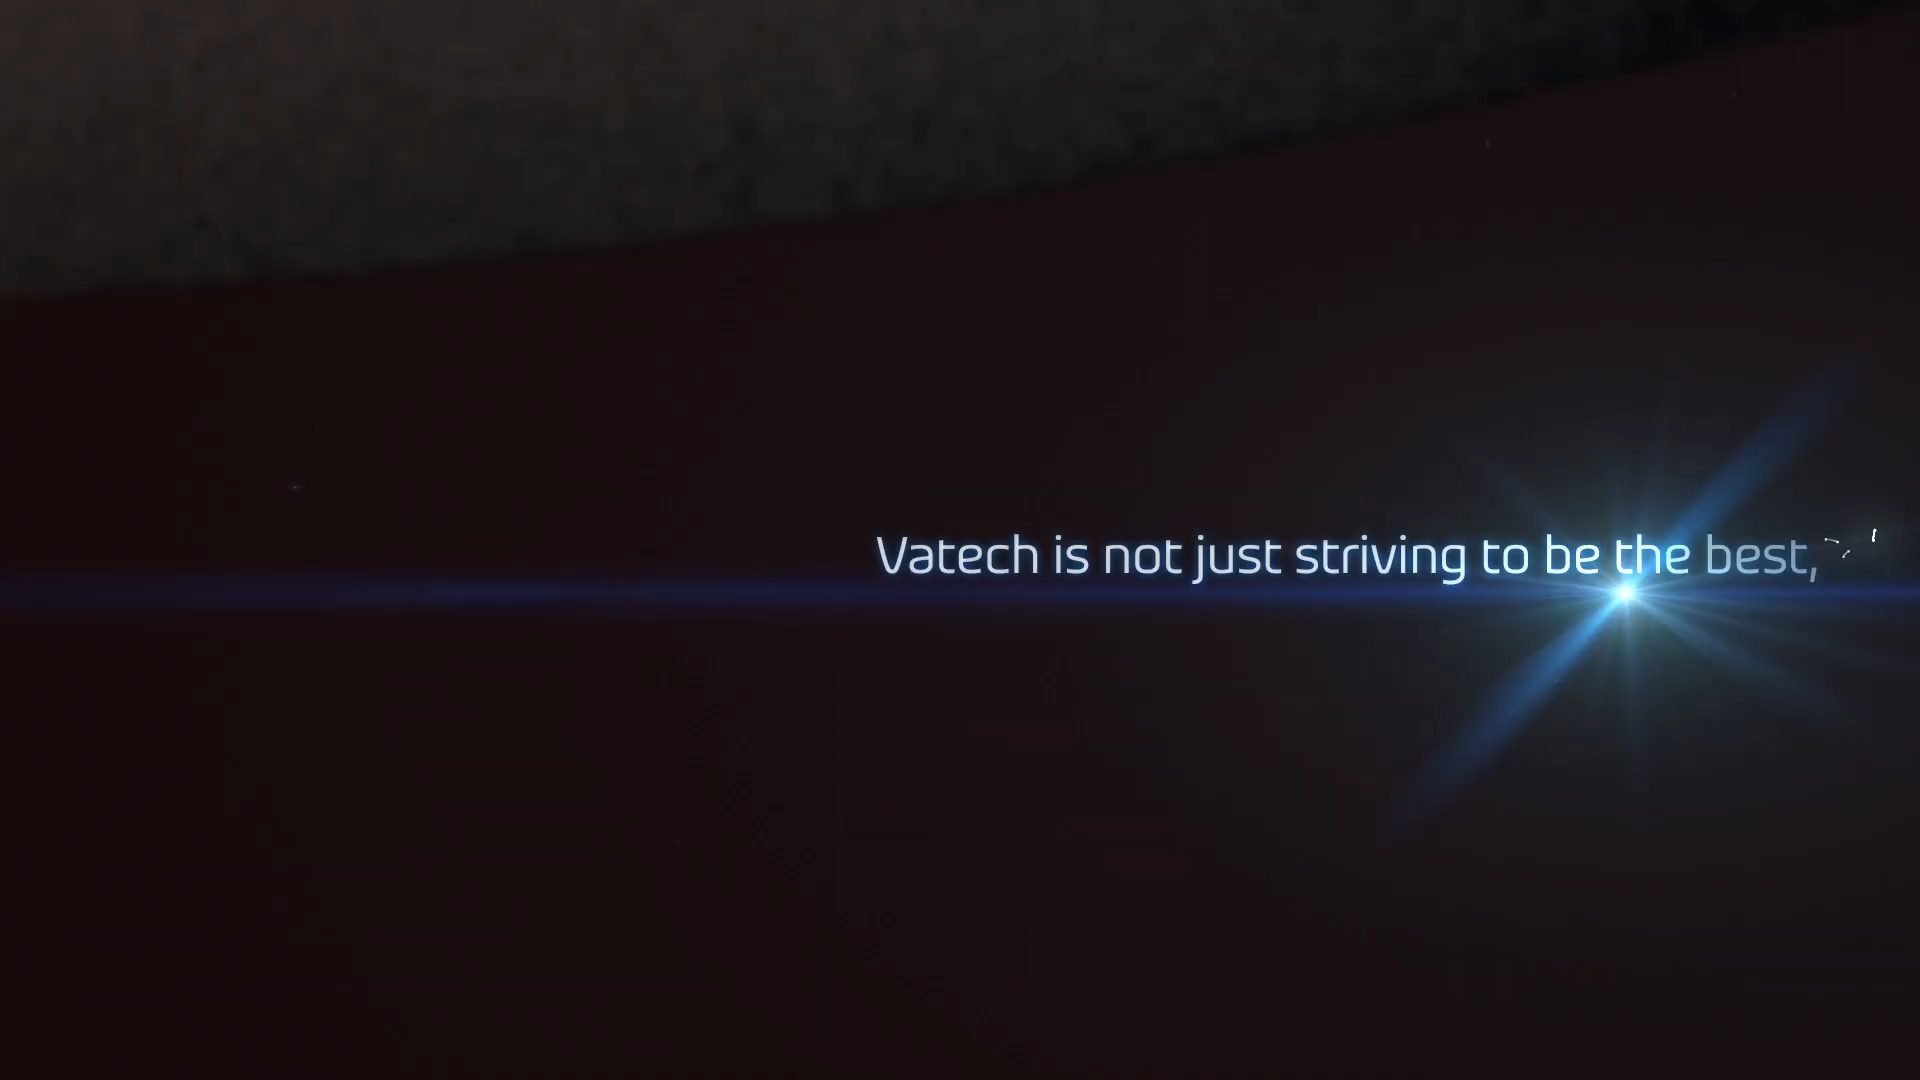 Vatech is not just striving to be the best,